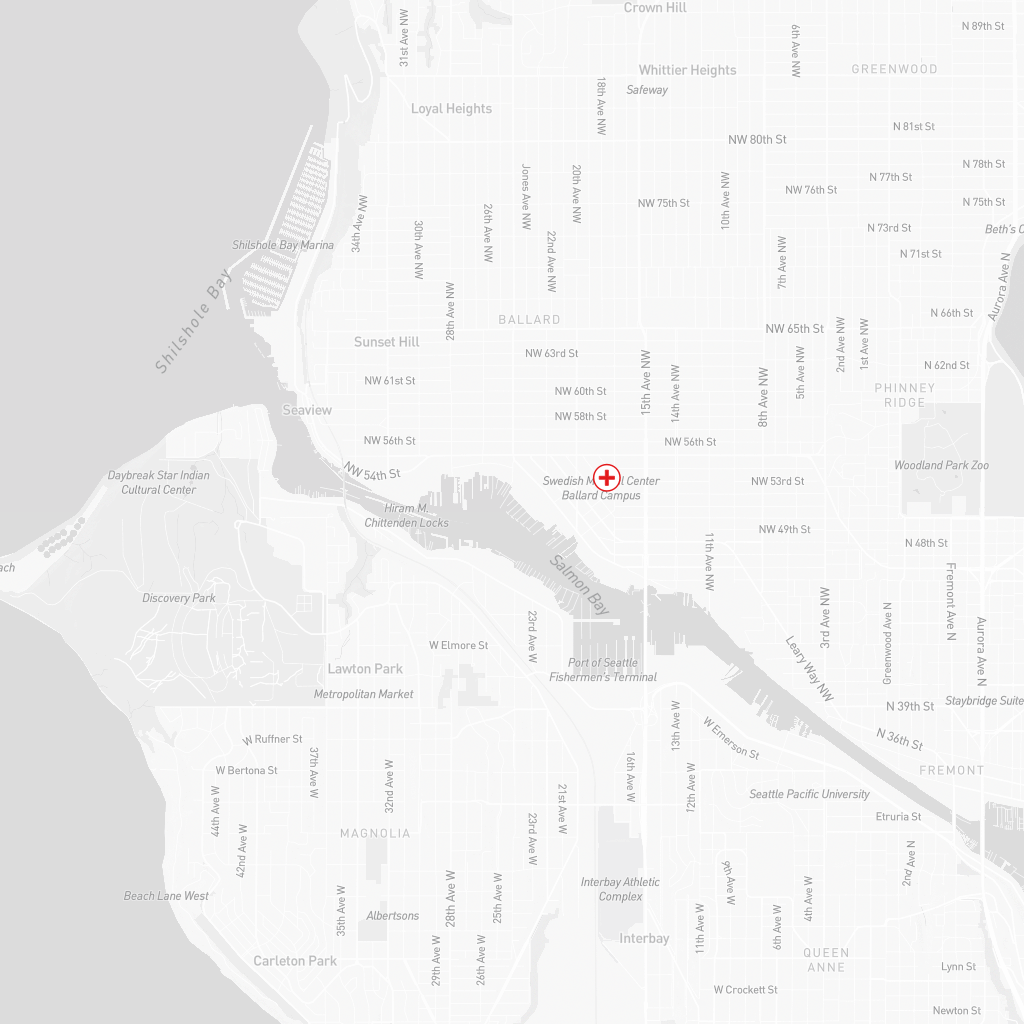 Crown Hill
31st Ave NW
6th Ave NW
N 89th St
Whittier Heights
GREENWOOD
Safeway
18th Ave NW
Loyal Heights
N 81st St
NW 80th St
N 78th St
Jones Ave NW
20th Ave NW
10th Ave NW
N 77th St
NW 76th St
NW 75th St
N 75th St
34th Ave NW
30th Ave NW
26th Ave NW
22nd Ave NW
N 73rd St
Beth's C
Shilshole Bay Marina
7th Ave NW
N 71st St
Aurora Ave N
Shilshole Bay
28th Ave NW
BALLARD
N 66th St
NW 65th St
2nd Ave NW
1st Ave NW
Sunset Hill
NW 63rd St
N 62nd St
15th Ave NW
14th Ave NW
8th Ave NW
5th Ave NW
NW 61st St
NW 60th St
PHINNEY
RIDGE
Seaview
NW 58th St
NW 56th St
NW 56th St
Woodland Park Zoo
Daybreak Star Indian
Cultural Center
NW 54th St
Swedish M l Center
Ballard Campus
NW 53rd St
Hiram M.
Chittenden Locks
NW 49th St
N 48th St
11th Ave NW
ach
Salmon Bay
Discovery Park
Fremont Ave N
3rd Ave NW
Greenwood Ave N
Aurora Ave N
23rd Ave W
W Elmore St
Leary Way NW
Lawton Park
Port of Seattle
Fishermen's Terminal
Metropolitan Market
Staybridge Suite
N 39th St
13th Ave W
W Emerson St
N 36th St
W Ruffner St
37th Ave W
W Bertona St
32nd Ave W
16th Ave W
12th Ave W
FREMONT
44th Ave W
21st Ave W
Seattle Pacific University
Etruria St
MAGNOLIA
42nd Ave W
23rd Ave W
2nd Ave N
Beach Lane West
Interbay Athletic
Complex
9th Ave W
4th Ave W
35th Ave W
Albertsons
28th Ave W
25th Ave W
11th Ave W
6th Ave W
Interbay
29th Ave W
26th Ave W
QUEEN
ANNE
Carleton Park
Lynn St
W Crockett St
Newton St